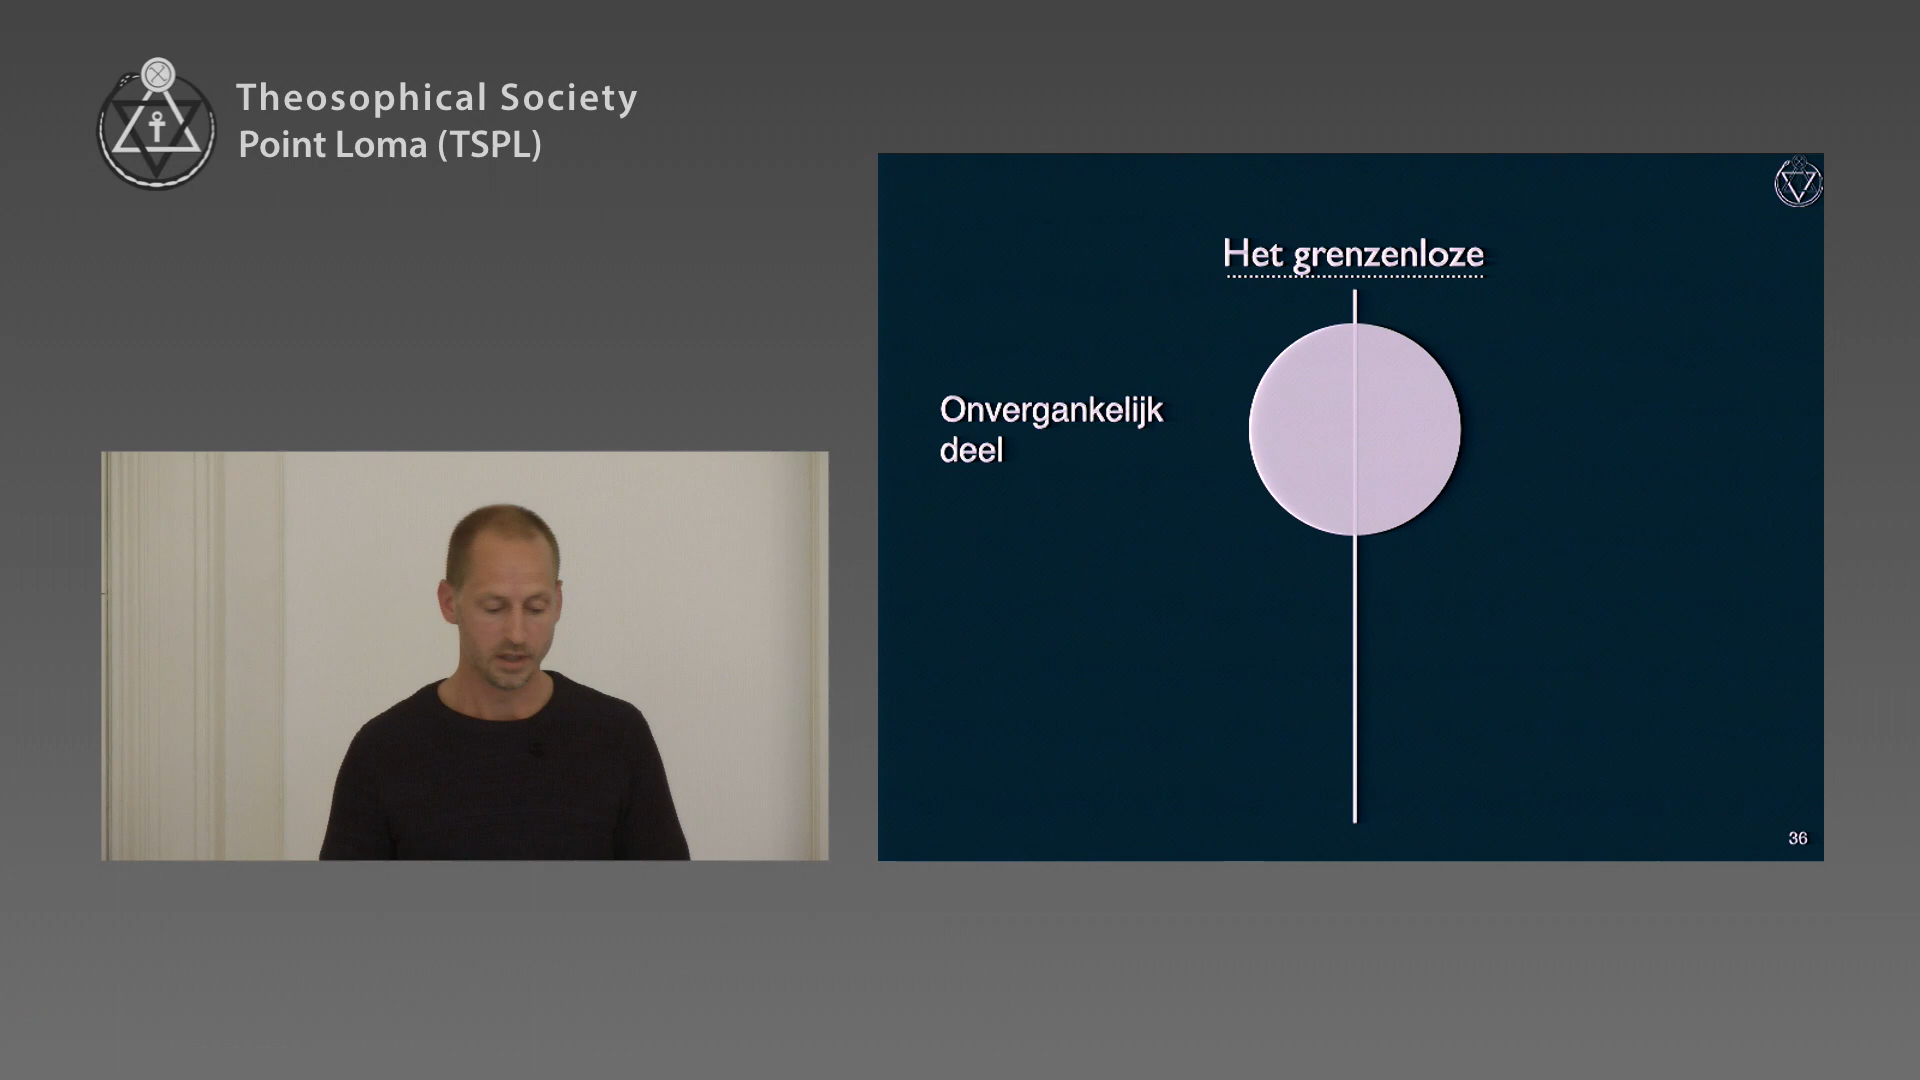 Theosophical Society
Point Loma (TSPL)
Het grenzenloze
Onvergankelijk
deel
36